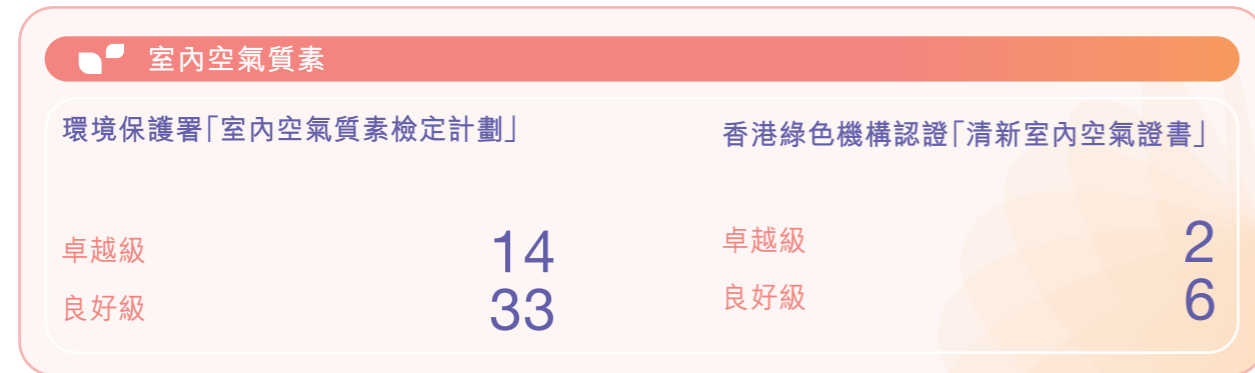 室內空氣質素
環境保護署「室內空氣質素檢定計劃」
卓越級 14
良好級 33
香港綠色機構認證「清新室內空氣證書」
卓越級 2
良好級 6